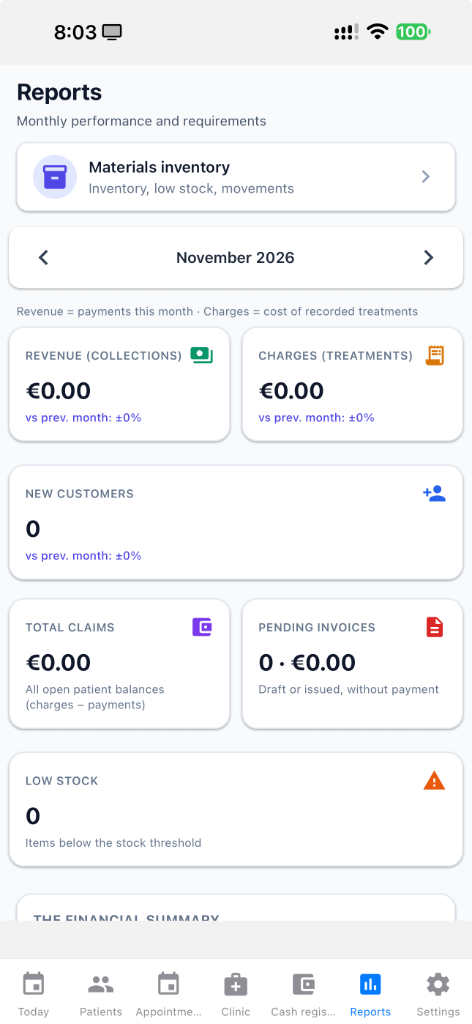 8:03
100
Reports
Monthly performance and requirements
Materials inventory
Inventory, low stock, movements
November 2026
Revenue = payments this month · Charges = cost of recorded treatments
REVENUE (COLLECTIONS)
€0.00
vs prev. month: ±0%
CHARGES (TREATMENTS)
€0.00
vs prev. month: ±0%
NEW CUSTOMERS
0
vs prev. month: ±0%
TOTAL CLAIMS
€0.00
All open patient balances
(charges − payments)
PENDING INVOICES
0 · €0.00
Draft or issued, without payment
LOW STOCK
0
Items below the stock threshold
THE FINANCIAL SUMMARY
Today
Patients
Appointme...
Clinic
Cash regis...
Reports
Settings